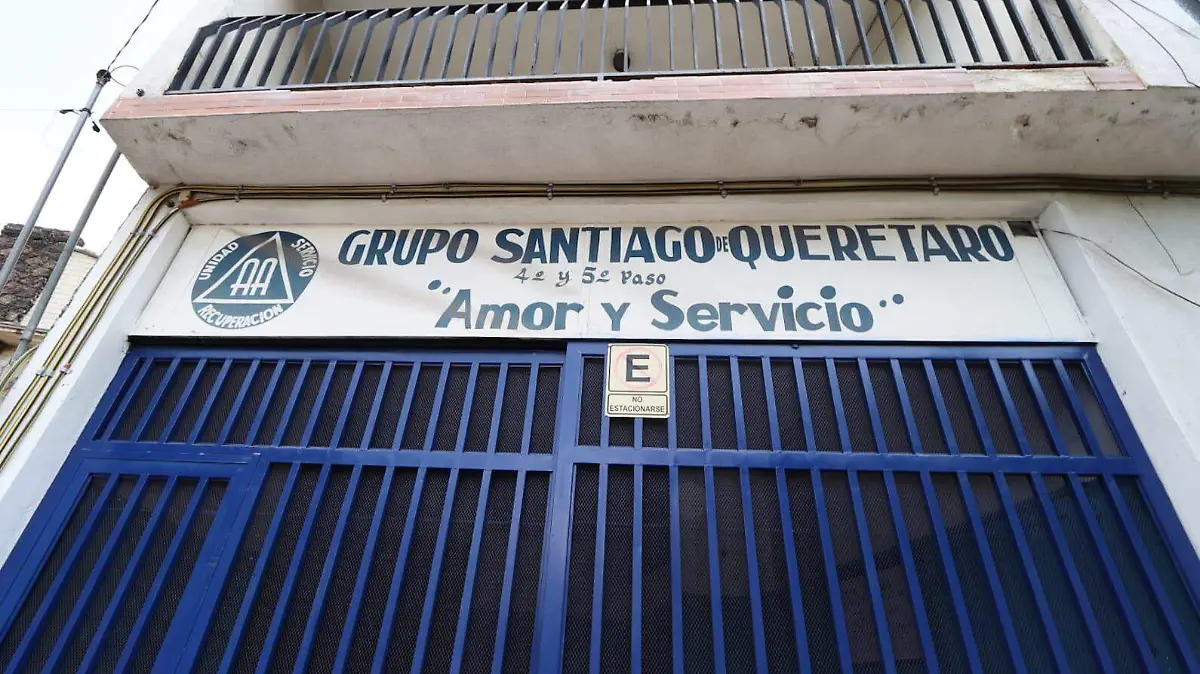 UNIDAD
SERVICIO
RECUPERACION
AA
GRUPO SANTIAGO DE QUERETARO
4º y 5º Paso
"Amor y Servicio"
E
NO
ESTACIONARSE